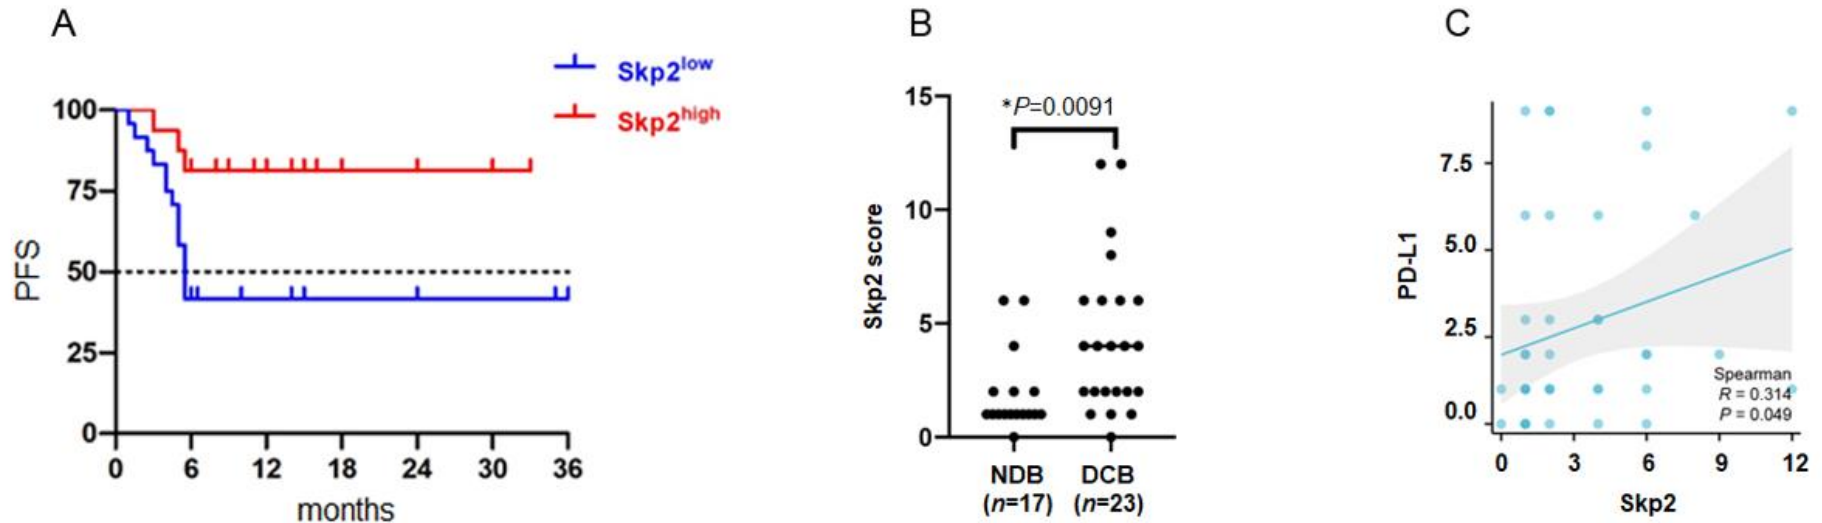 A
Skp2low
Skp2high
100
75
50
25
0
PFS
0 6 12 18 24 30 36
months
B
*P=0.0091
15
10
5
0
Skp2 score
NDB DCB
(n=17) (n=23)
C
7.5
5.0
2.5
0.0
PD-L1
Spearman
R = 0.314
P = 0.049
0 3 6 9 12
Skp2